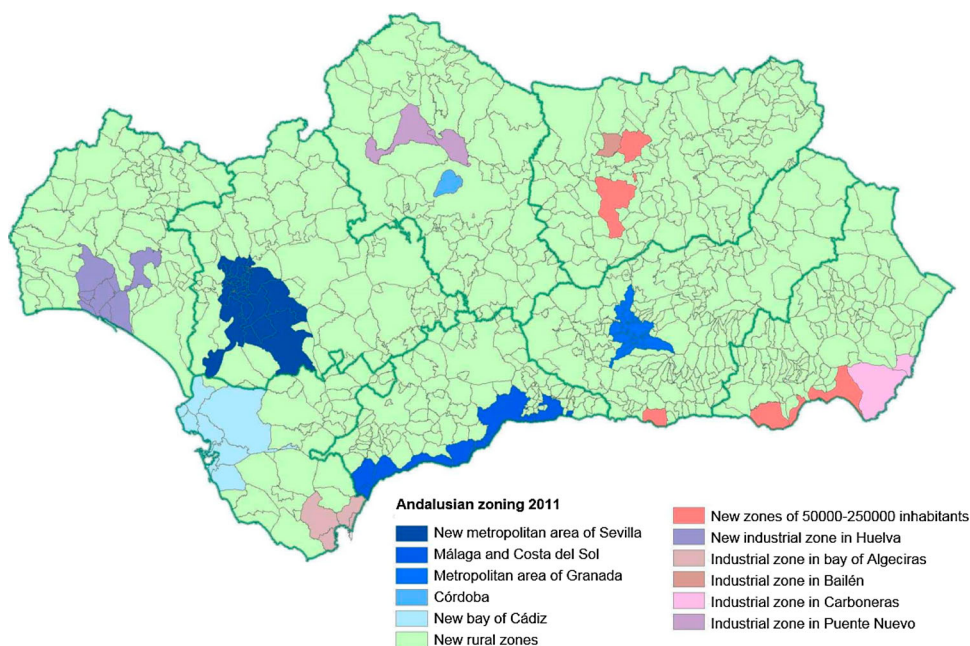 Andalusian zoning 2011
New metropolitan area of Sevilla
Málaga and Costa del Sol
Metropolitan area of Granada
Córdoba
New bay of Cádiz
New rural zones
New zones of 50000-250000 inhabitants
New industrial zone in Huelva
Industrial zone in bay of Algeciras
Industrial zone in Bailén
Industrial zone in Carboneras
Industrial zone in Puente Nuevo